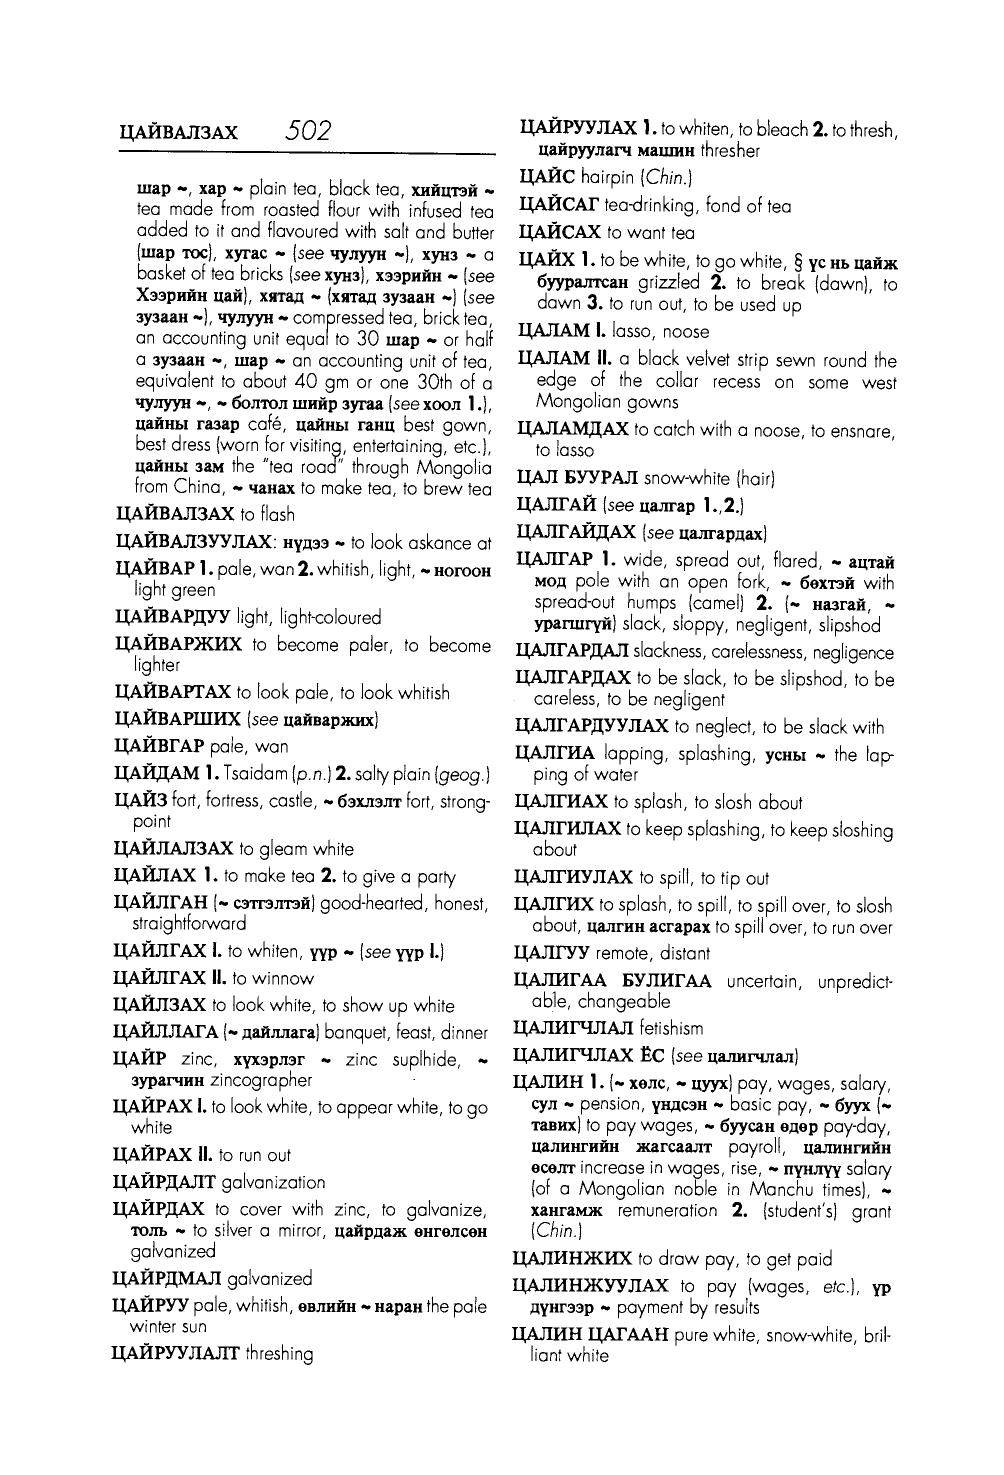 ЦАЙВАЛЗАХ 502
шар ~, хар ~ plain tea, black tea, хийцтэй ~
tea made from roasted flour with infused tea
added to it and flavoured with salt and butter
(шар тос), хугас ~ (see чулуун ~), хунз ~ a
basket of tea bricks (see хунз), хээрийн ~ (see
Хээрийн цай), хятад ~ (хятад зузаан ~) (see
зузаан ~), чулуун ~ compressed tea, brick tea,
an accounting unit equal to 30 шар ~ or half
a зузаан ~, шар ~ an accounting unit of tea,
equivalent to about 40 gm or one 30th of a
чулуун ~, ~ болтол шийр зугаа (see хоол 1.),
цайны газар café, цайны ганц best gown,
best dress (worn for visiting, entertaining, etc.),
цайны зам the "tea road" through Mongolia
from China, ~ чанах to make tea, to brew tea
ЦАЙВАЛЗАХ to flash
ЦАЙВАЛЗУУЛАХ: нүдээ ~ to look askance at
ЦАЙВАР 1. pale, wan 2. whitish, light, ~ ногоон
light green
ЦАЙВАРДУУ light, light-coloured
ЦАЙВАРЖИХ to become paler, to become
lighter
ЦАЙВАРТАХ to look pale, to look whitish
ЦАЙВАРШИХ (see цайваржих)
ЦАЙВГАР pale, wan
ЦАЙДАМ 1. Tsaidam (p.n.) 2. salty plain (geog.)
ЦАЙЗ fort, fortress, castle, ~ бэхлэлт fort, strong-
point
ЦАЙЛАЛЗАХ to gleam white
ЦАЙЛАХ 1. to make tea 2. to give a party
ЦАЙЛГАН (~ сэтгэлтэй) good-hearted, honest,
straightforward
ЦАЙЛГАХ I. to whiten, үүр ~ (see үүр I.)
ЦАЙЛГАХ II. to winnow
ЦАЙЛЗАХ to look white, to show up white
ЦАЙЛЛАГА (~ дайллага) banquet, feast, dinner
ЦАЙР zinc, хүхэрлэг ~ zinc suplhide, ~
зурагчин zincographer
ЦАЙРАХ I. to look white, to appear white, to go
white
ЦАЙРАХ II. to run out
ЦАЙРДАЛТ galvanization
ЦАЙРДАХ to cover with zinc, to galvanize,
толь ~ to silver a mirror, цайрдаж өнгөлсөн
galvanized
ЦАЙРДМАЛ galvanized
ЦАЙРУУ pale, whitish, өвлийн ~ наран the pale
winter sun
ЦАЙРУУЛАЛТ threshing
ЦАЙРУУЛАХ 1. to whiten, to bleach 2. to thresh,
цайруулагч машин thresher
ЦАЙС hairpin (Chin.)
ЦАЙСАГ tea-drinking, fond of tea
ЦАЙСАХ to want tea
ЦАЙХ 1. to be white, to go white, § үс нь цайж
бууралтсан grizzled 2. to break (dawn), to
dawn 3. to run out, to be used up
ЦАЛАМ I. lasso, noose
ЦАЛАМ II. a black velvet strip sewn round the
edge of the collar recess on some west
Mongolian gowns
ЦАЛАМДАХ to catch with a noose, to ensnare,
to lasso
ЦАЛ БУУРАЛ snow-white (hair)
ЦАЛГАЙ (see цалгар 1.,2.)
ЦАЛГАЙДАХ (see цалгардах)
ЦАЛГАР 1. wide, spread out, flared, ~ ацтай
мод pole with an open fork, ~ бөхтэй with
spread-out humps (camel) 2. (~ назгай, ~
урагшгүй) slack, sloppy, negligent, slipshod
ЦАЛГАРДАЛ slackness, carelessness, negligence
ЦАЛГАРДАХ to be slack, to be slipshod, to be
careless, to be negligent
ЦАЛГАРДУУЛАХ to neglect, to be slack with
ЦАЛГИА lapping, splashing, усны ~ the lap-
ping of water
ЦАЛГИАХ to splash, to slosh about
ЦАЛГИЛАХ to keep splashing, to keep sloshing
about
ЦАЛГИУЛАХ to spill, to tip out
ЦАЛГИХ to splash, to spill, to spill over, to slosh
about, цалгин асгарах to spill over, to run over
ЦАЛГУУ remote, distant
ЦАЛИГАА БУЛИГАА uncertain, unpredict-
able, changeable
ЦАЛИГЧЛАЛ fetishism
ЦАЛИГЧЛАХ ЁС (see цалигчлал)
ЦАЛИН 1. (~ хөлс, ~ цуух) pay, wages, salary,
сул ~ pension, үндсэн ~ basic pay, ~ буух (~
тавих) to pay wages, ~ буусан өдөр pay-day,
цалингийн жагсаалт payroll, цалингийн
өсөлт increase in wages, rise, ~ пүнлүү salary
(of a Mongolian noble in Manchu times), ~
хангамж remuneration 2. (student's) grant
(Chin.)
ЦАЛИНЖИХ to draw pay, to get paid
ЦАЛИНЖУУЛАХ to pay (wages, etc.), үр
дүнгээр ~ payment by results
ЦАЛИН ЦАГААН pure white, snow-white, bril-
liant white